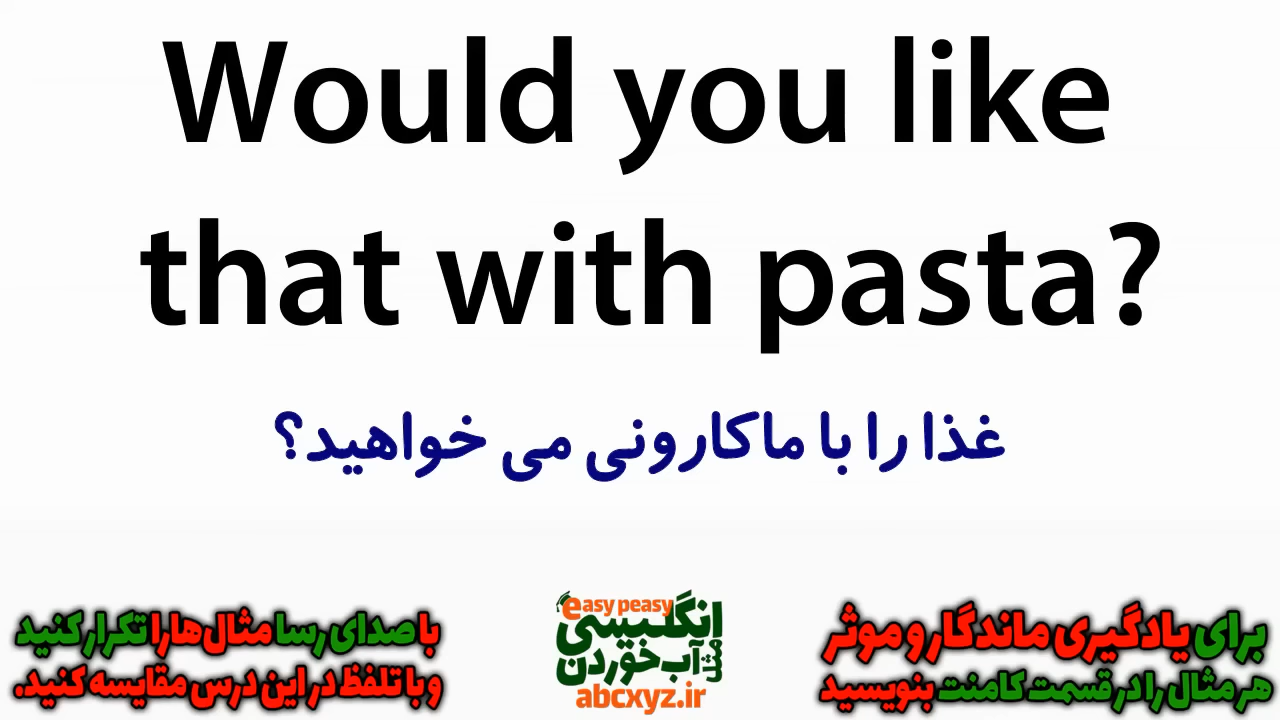 Would you like
that with pasta?
غذا را با ماکارونی می خواهید؟
برای یادگیری ماندگار و موثر
هر مثال را در قسمت کامنت بنویسید
easy peasy
انگلیسی
مثل آب خوردن
abcxyz.ir
با صدای رسا مثال‌ها را تکرار کنید
و با تلفظ در این درس مقایسه کنید.